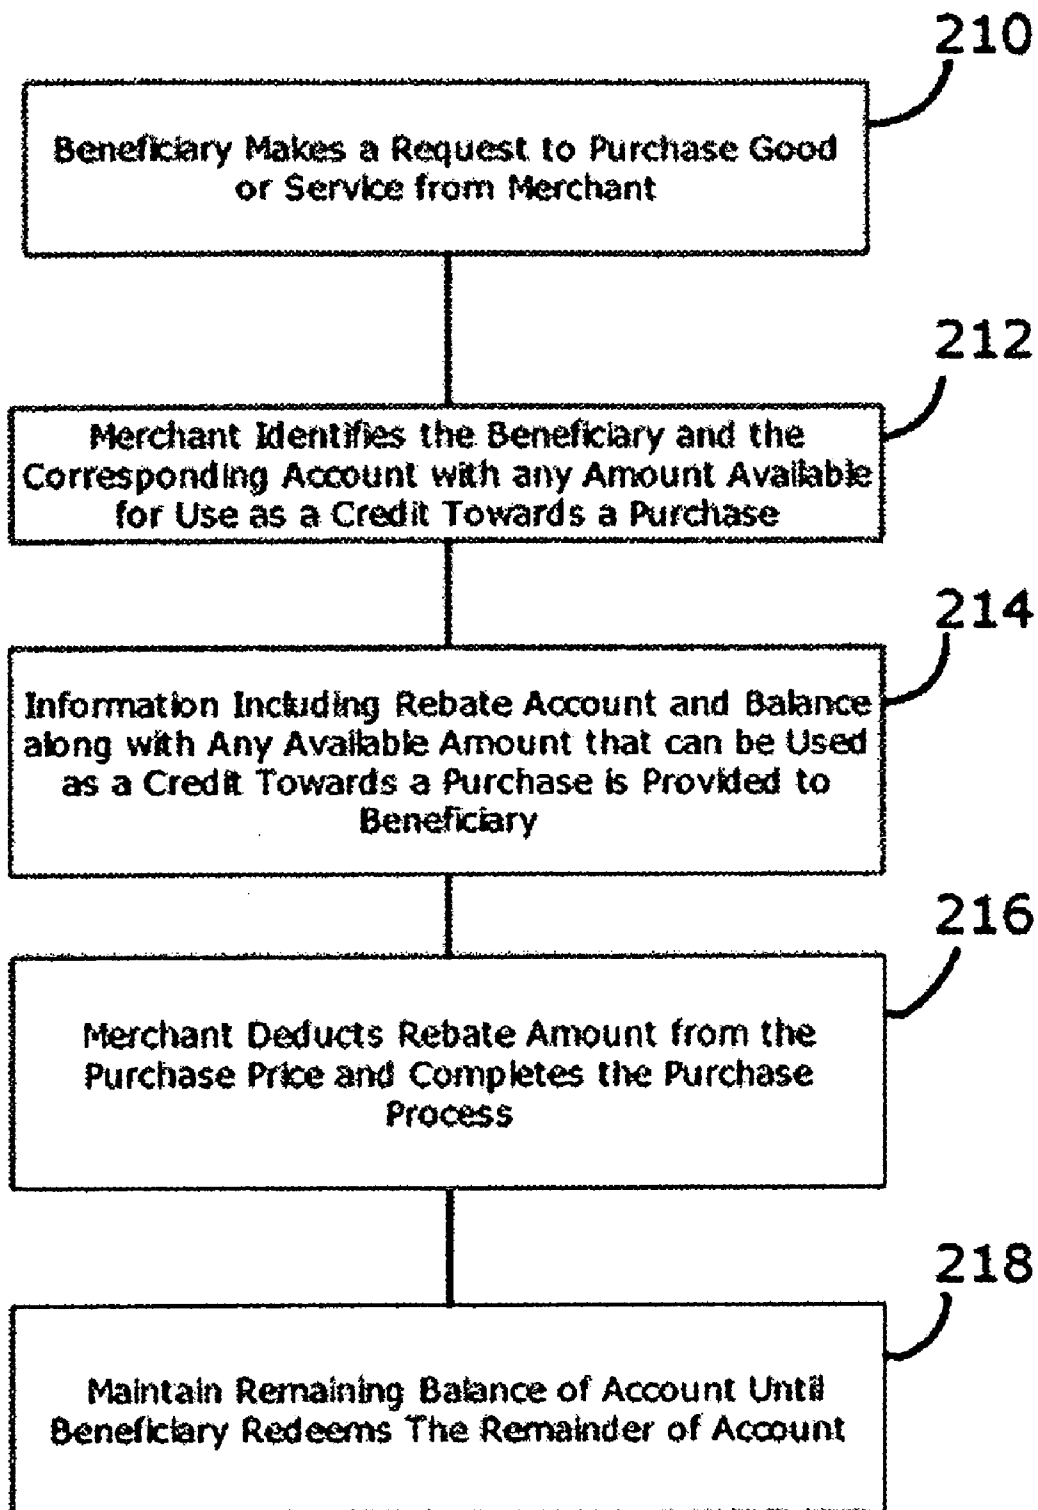 210
Beneficiary Makes a Request to Purchase Good
or Service from Merchant
212
Merchant Identifies the Beneficiary and the
Corresponding Account with any Amount Available
for Use as a Credit Towards a Purchase
214
Information Including Rebate Account and Balance
along with Any Available Amount that can be Used
as a Credit Towards a Purchase is Provided to
Beneficiary
216
Merchant Deducts Rebate Amount from the
Purchase Price and Completes the Purchase
Process
218
Maintain Remaining Balance of Account Until
Beneficiary Redeems The Remainder of Account